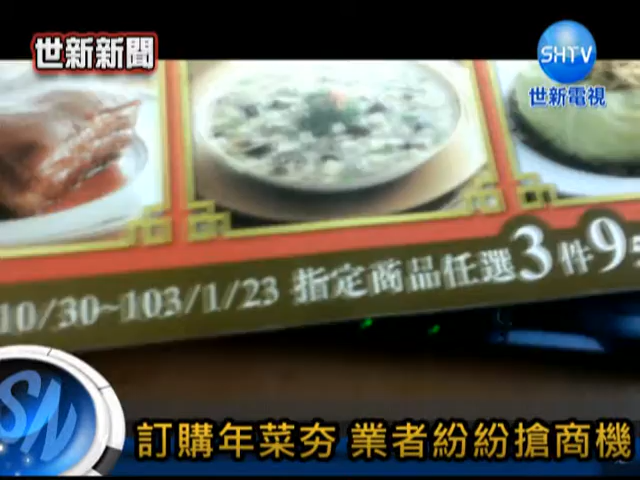 世新新聞
SHTV
世新電視
10/30~103/1/23 指定商品任選3件9
SN
訂購年菜夯 業者紛紛搶商機